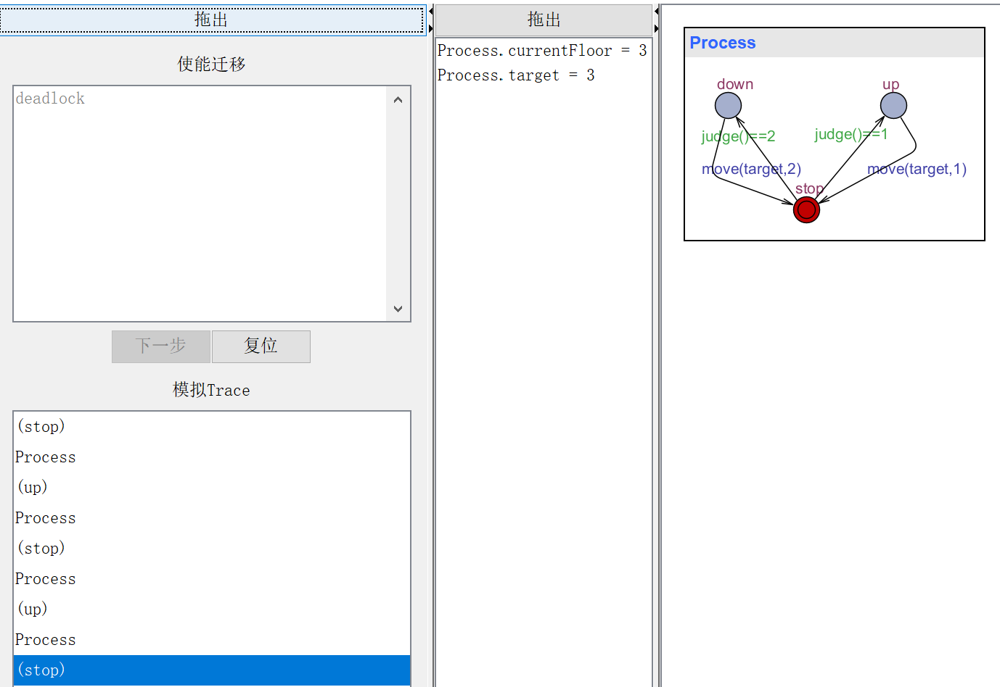 拖出
使能迁移
deadlock
下一步
复位
模拟Trace
(stop)
Process
(up)
Process
(stop)
Process
(up)
Process
(stop)
拖出
Process.currentFloor = 3
Process.target = 3
Process
down
up
judge()==2
judge()==1
move(target,2)
move(target,1)
stop